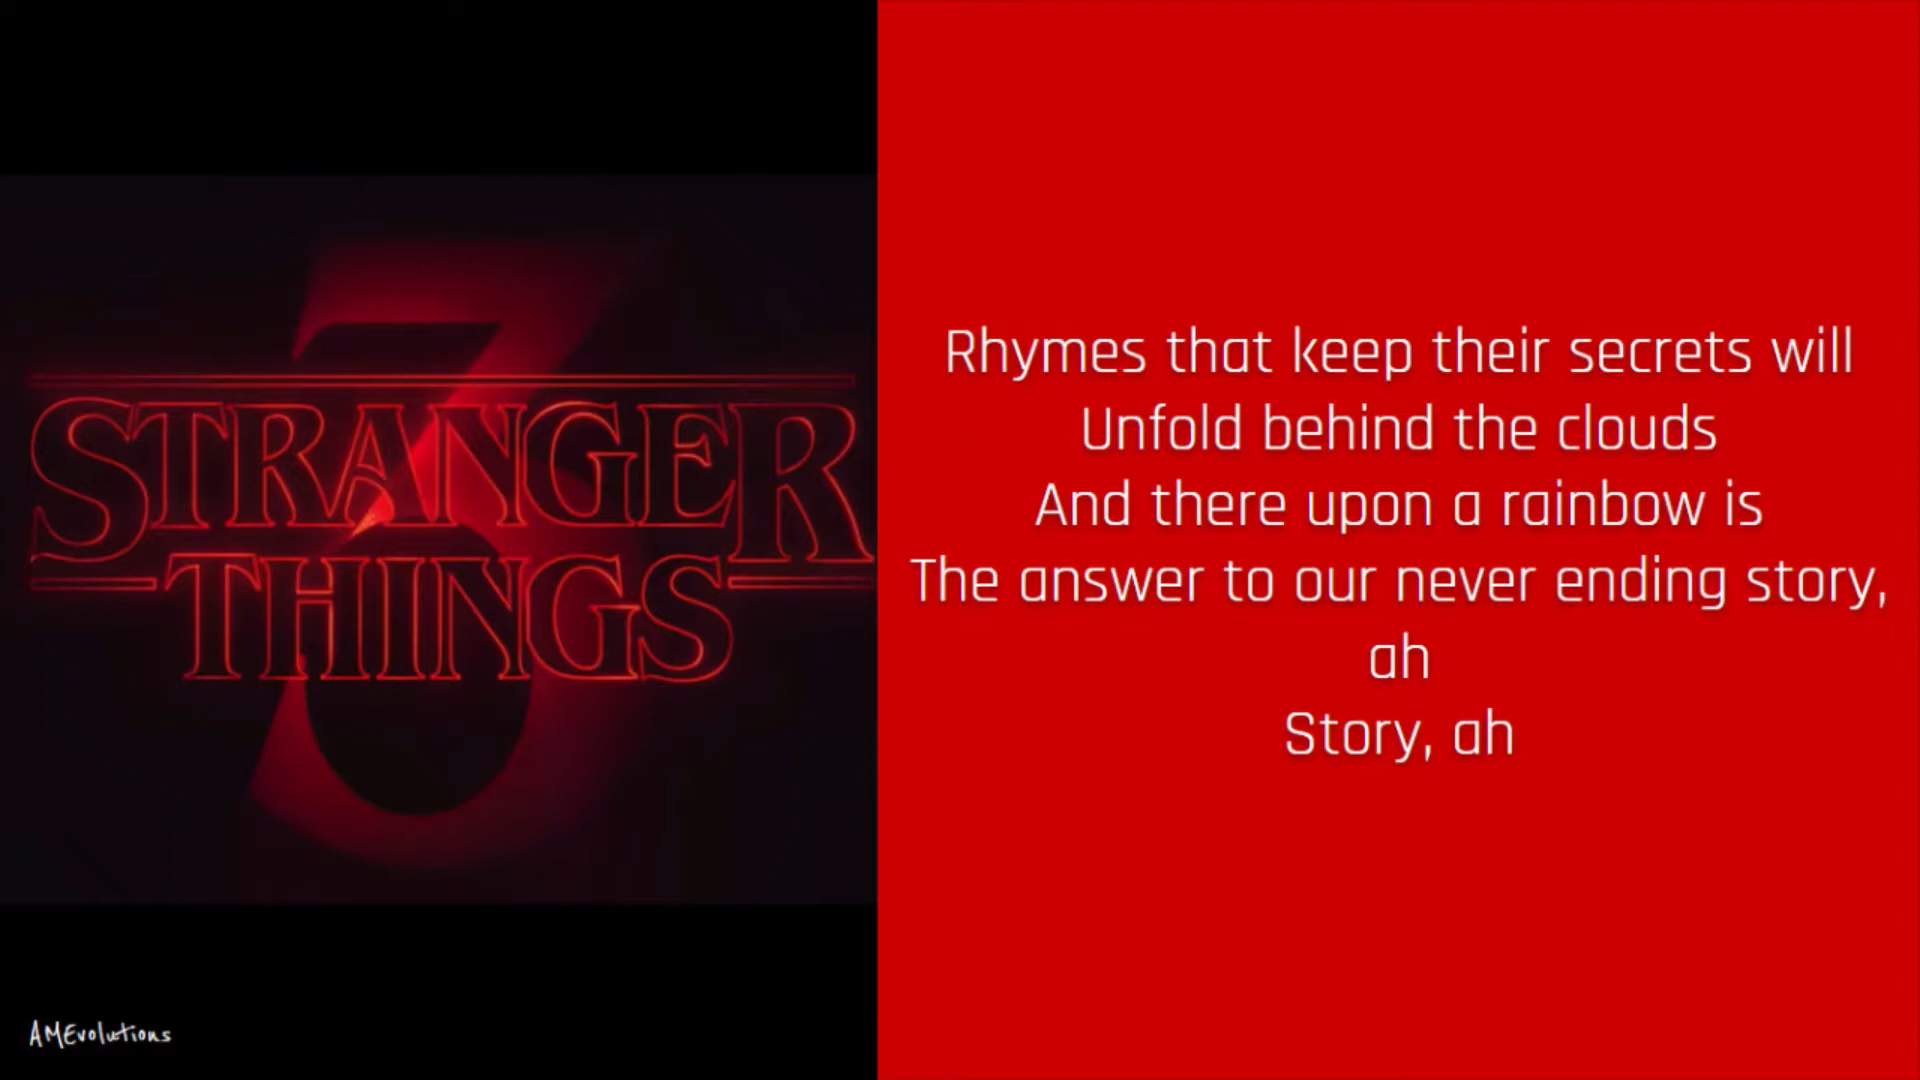 STRANGER
THINGS
3
Rhymes that keep their secrets will
Unfold behind the clouds
And there upon a rainbow is
The answer to our never ending story,
ah
Story, ah
AMEvolutions